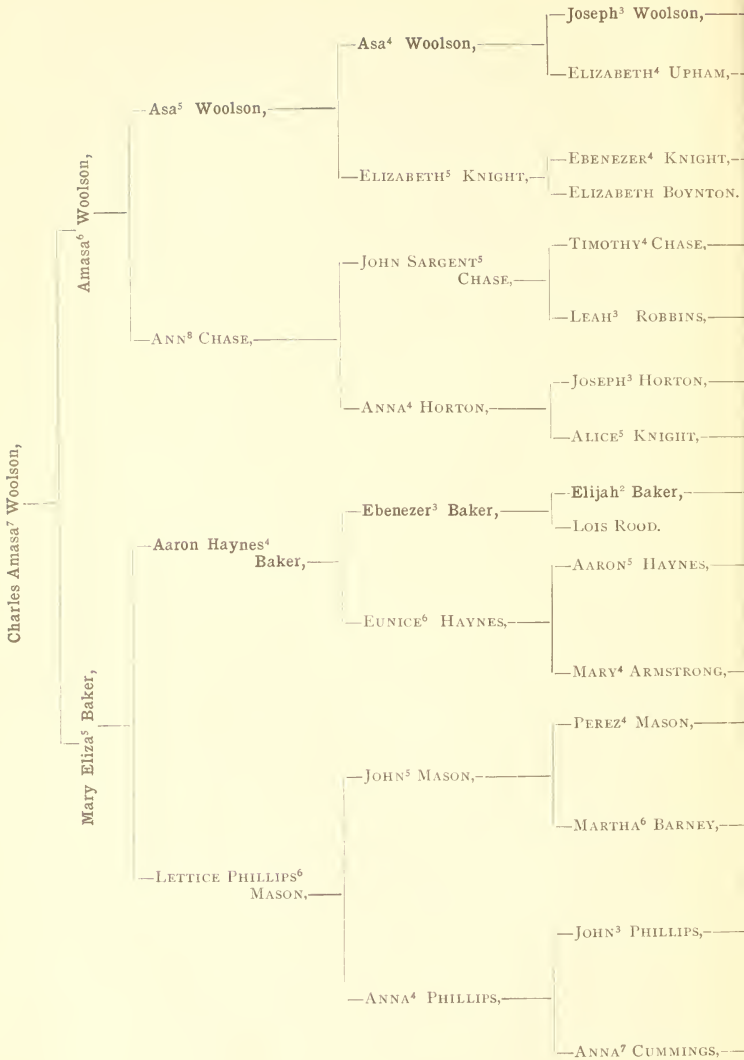 Charles Amasa⁷ Woolson,
Amasa⁶ Woolson,
Mary Eliza⁵ Baker,
—Asa⁵ Woolson,—
—ANN⁸ CHASE,—
—Aaron Haynes⁴
Baker,—
—LETTICE PHILLIPS⁶
MASON,—
—Asa⁴ Woolson,—
—ELIZABETH⁵ KNIGHT,—
—JOHN SARGENT⁵
CHASE,—
—ANNA⁴ HORTON,—
—Ebenezer³ Baker,—
—EUNICE⁶ HAYNES,—
—JOHN⁵ MASON,—
—ANNA⁴ PHILLIPS,—
—Joseph³ Woolson,—
—ELIZABETH⁴ UPHAM,—
—EBENEZER⁴ KNIGHT,—
—ELIZABETH BOYNTON.
—TIMOTHY⁴ CHASE,—
—LEAH³ ROBBINS,—
—JOSEPH³ HORTON,—
—ALICE⁵ KNIGHT,—
—Elijah² Baker,—
—LOIS ROOD.
—AARON⁵ HAYNES,—
—MARY⁴ ARMSTRONG,—
—PEREZ⁴ MASON,—
—MARTHA⁶ BARNEY,—
—JOHN³ PHILLIPS,—
—ANNA⁷ CUMMINGS,—